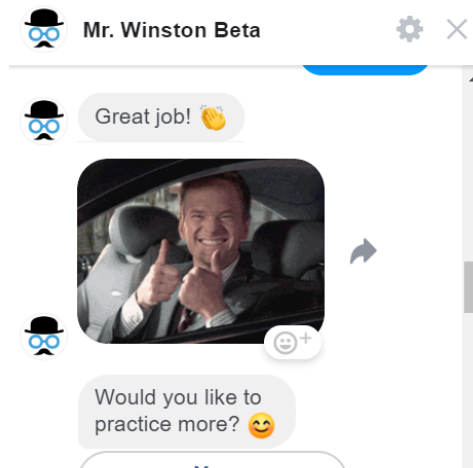 Mr. Winston Beta
Great job! 👏
Would you like to
practice more? 😊